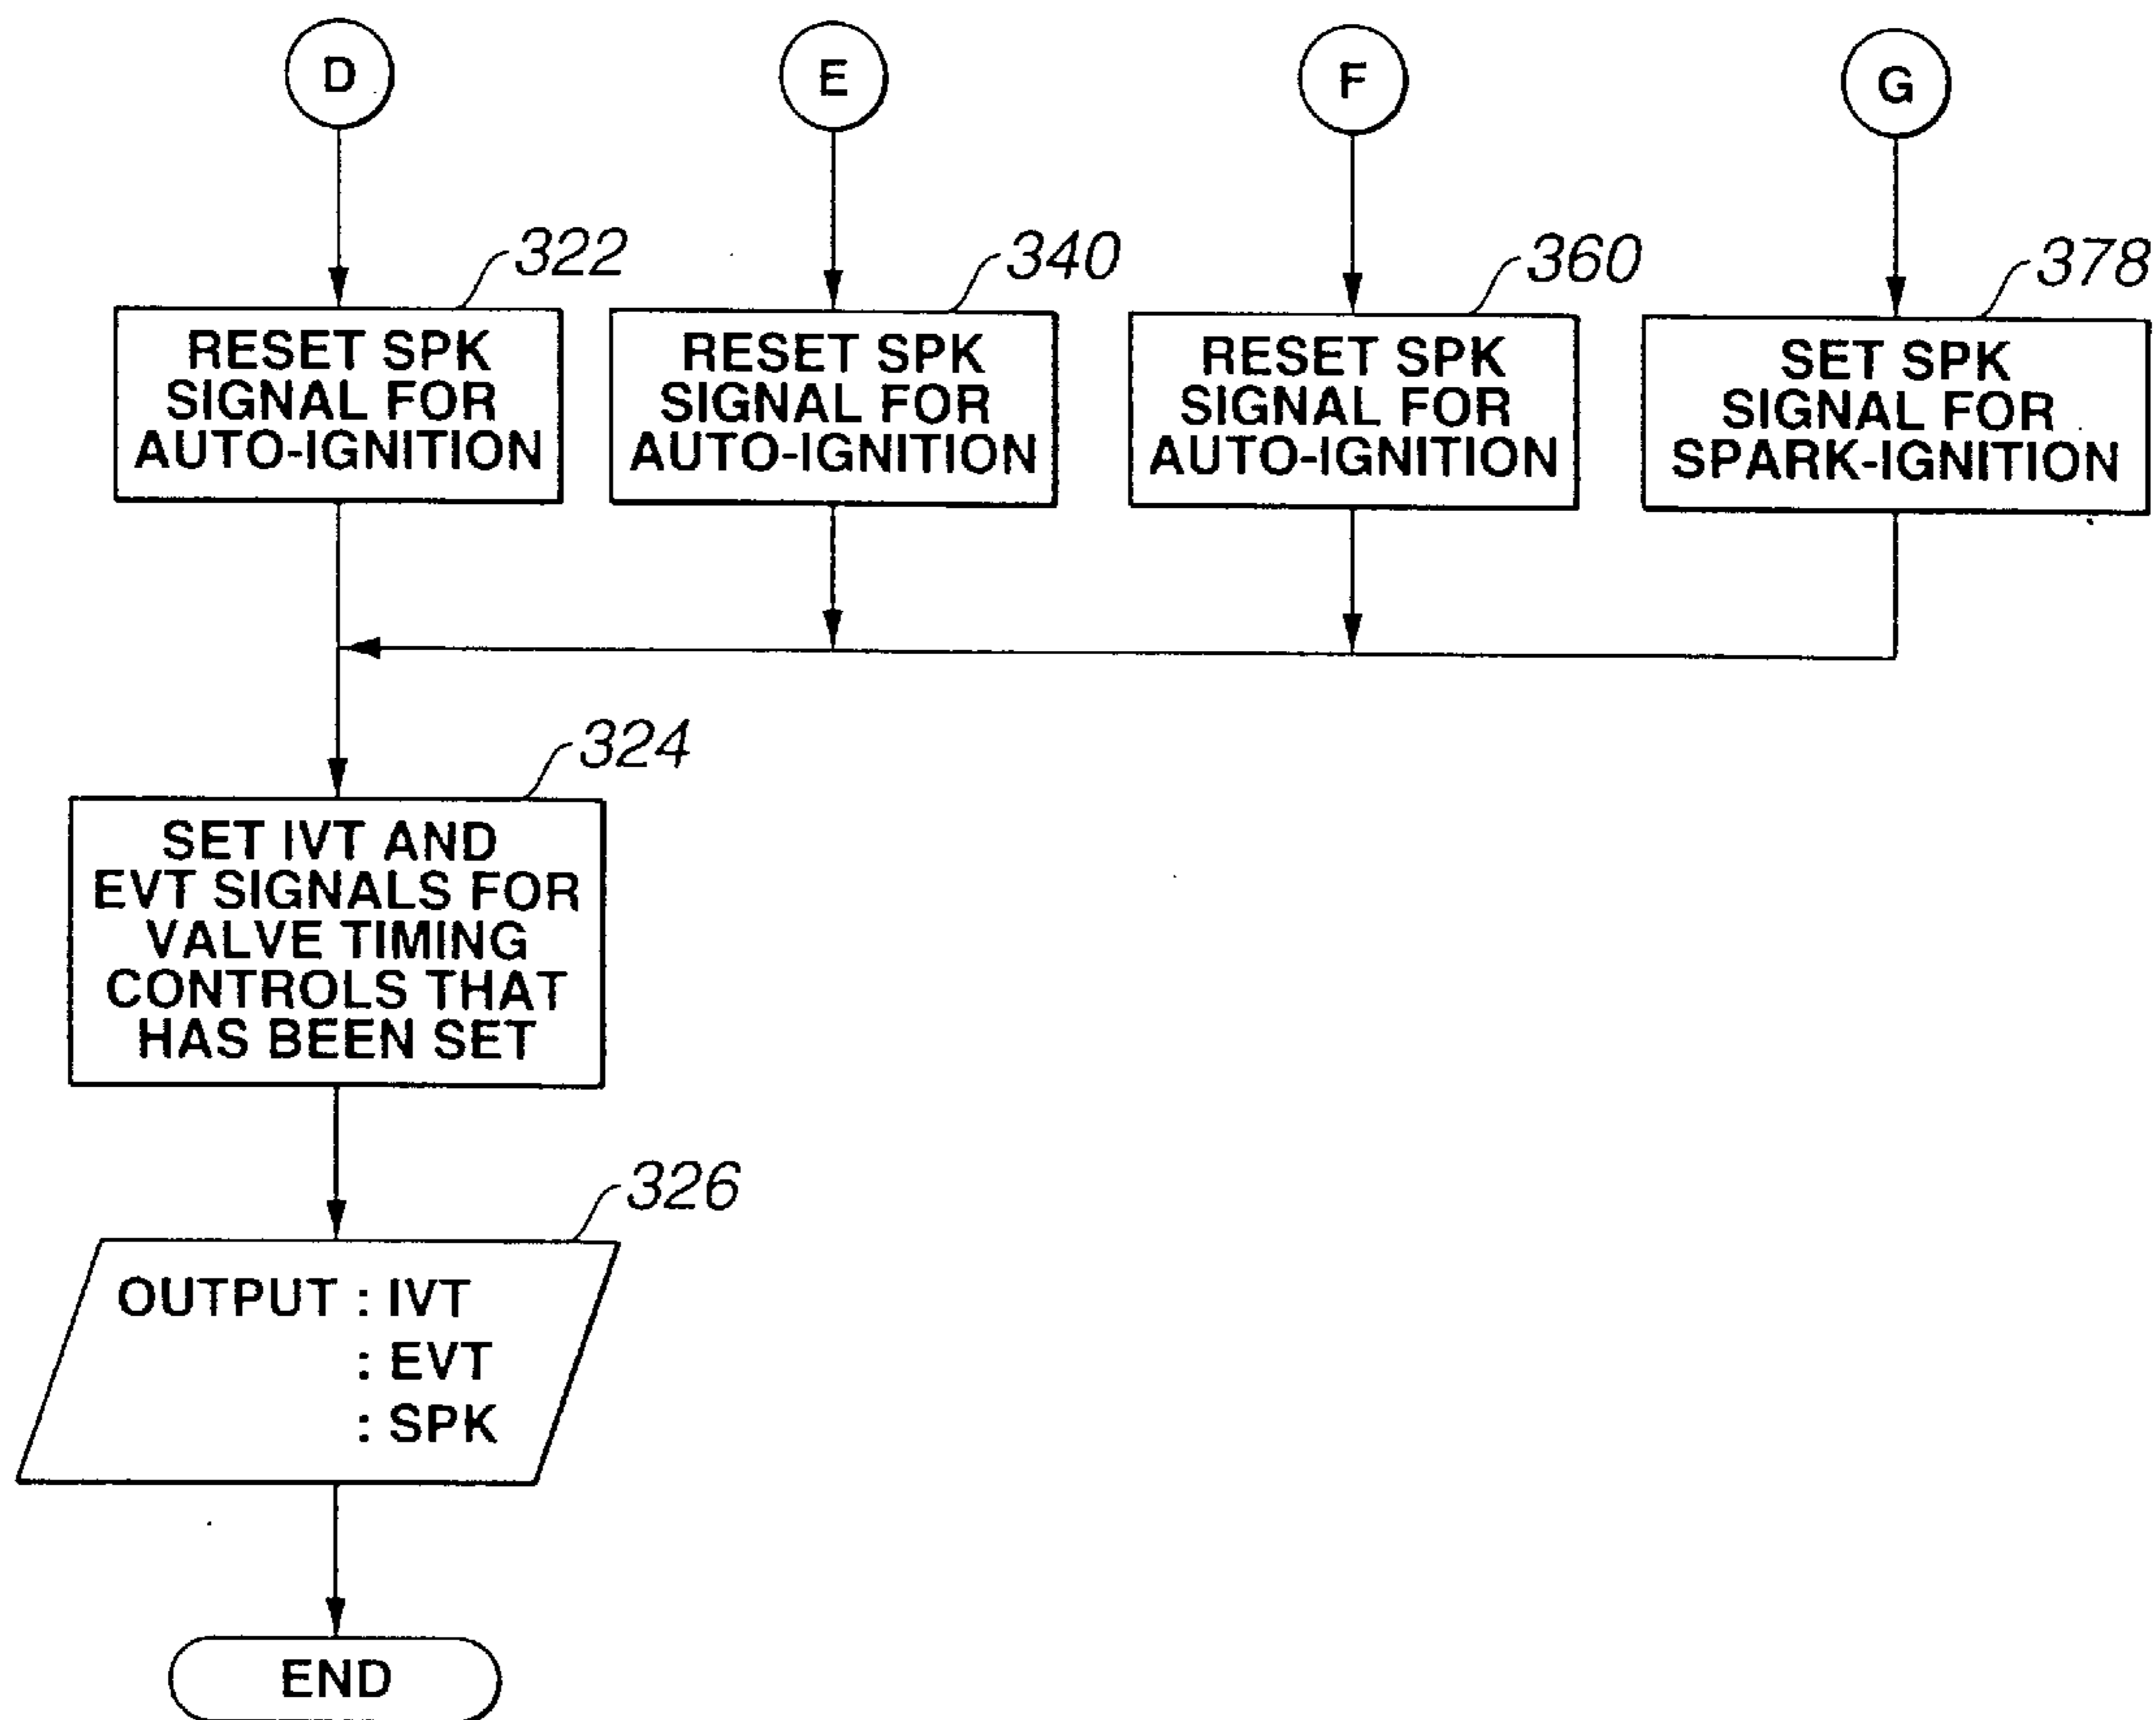 D
E
F
G
322
340
360
378
RESET SPK
SIGNAL FOR
AUTO-IGNITION
RESET SPK
SIGNAL FOR
AUTO-IGNITION
RESET SPK
SIGNAL FOR
AUTO-IGNITION
SET SPK
SIGNAL FOR
SPARK-IGNITION
324
SET IVT AND
EVT SIGNALS FOR
VALVE TIMING
CONTROLS THAT
HAS BEEN SET
326
OUTPUT : IVT
: EVT
: SPK
END